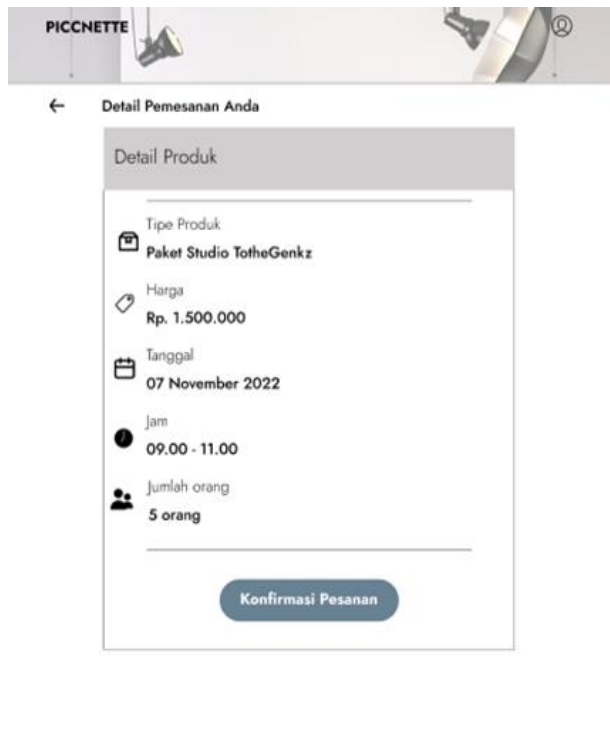 PICCNETTE
Detail Pemesanan Anda
Detail Produk
Tipe Produk
Paket Studio TotheGenkz
Harga
Rp. 1.500.000
Tanggal
07 November 2022
Jam
09.00 - 11.00
Jumlah orang
5 orang
Konfirmasi Pesanan